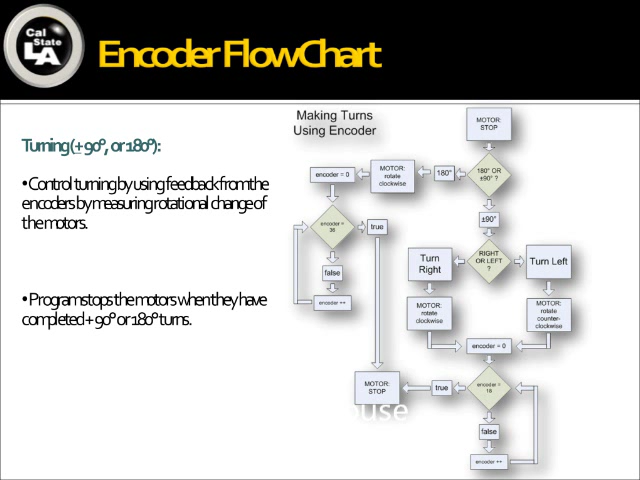 Cal
State
LA
Encoder Flow Chart
Turning (+ 90°, or 180°):
•Control turning by using feedback from the
encoders by measuring rotational change of
the motors.
•Program stops the motors when they have
completed + 90° or 180° turns.
Making Turns
Using Encoder
MOTOR:
STOP
180° OR
±90° ?
180°
MOTOR:
rotate
clockwise
encoder = 0
±90°
encoder =
36
true
false
encoder ++
RIGHT
OR LEFT
?
Turn
Right
Turn Left
MOTOR:
rotate
clockwise
MOTOR:
rotate
counter-
clockwise
encoder = 0
encoder =
18
true
MOTOR:
STOP
false
encoder ++